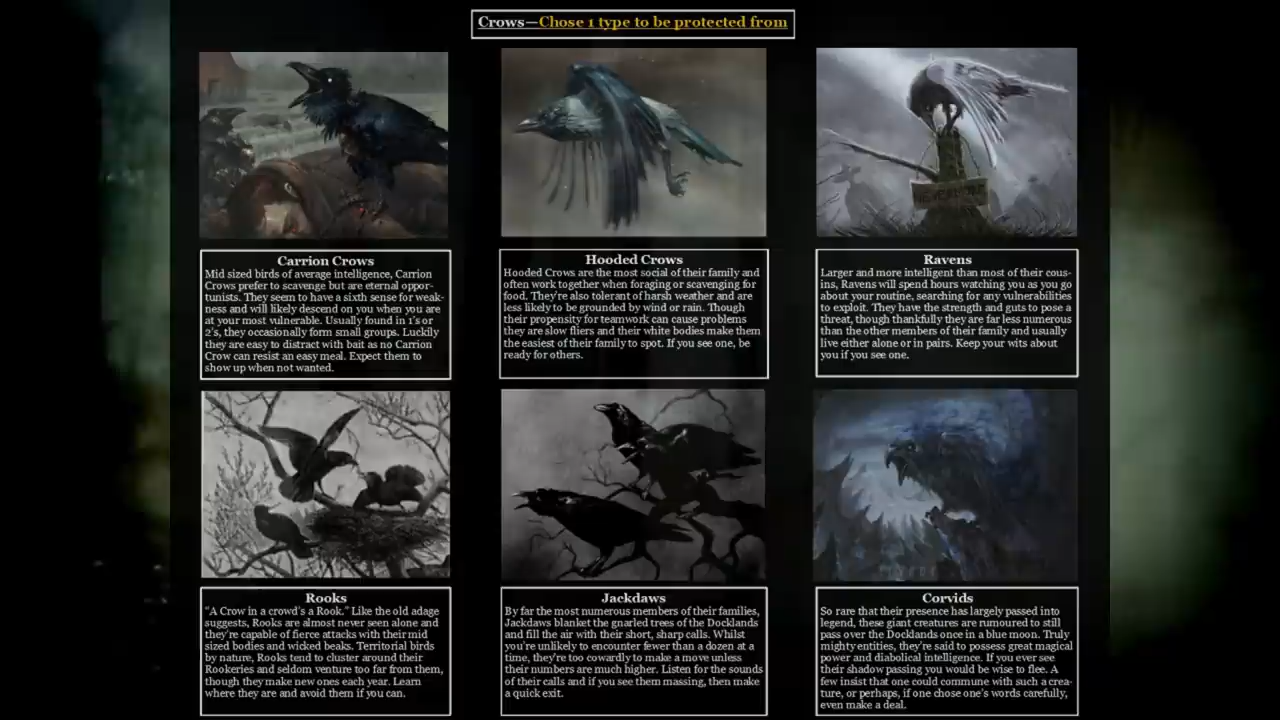 Crows—Chose 1 type to be protected from
Carrion Crows
Mid sized birds of average intelligence, Carrion
Crows prefer to scavenge but are eternal oppor-
tunists. They seem to have a sixth sense for weak-
ness and will likely descend on you when you are
at your most vulnerable. Usually found in 1's or
2's, they occasionally form small groups. Luckily
they are easy to distract with bait as no Carrion
Crow can resist an easy meal. Expect them to
show up when not wanted.
Hooded Crows
Hooded Crows are the most social of their family and
often work together when foraging or scavenging for
food. They're also tolerant of harsh weather and are
less likely to be grounded by wind or rain. Though
their propensity for teamwork can cause problems
they are slow fliers and their white bodies make them
the easiest of their family to spot. If you see one, be
ready for others.
Ravens
Larger and more intelligent than most of their cous-
ins, Ravens will spend hours watching you as you go
about your routine, searching for any vulnerabilities
to exploit. They have the strength and guts to pose a
threat, though thankfully they are far less numerous
than the other members of their family and usually
live either alone or in pairs. Keep your wits about
you if you see one.
Rooks
"A Crow in a crowd's a Rook." Like the old adage
suggests, Rooks are almost never seen alone and
they're capable of fierce attacks with their mid
sized bodies and wicked beaks. Territorial birds
by nature, Rooks tend to cluster around their
Rookeries and seldom venture too far from them,
though they make new ones each year. Learn
where they are and avoid them if you can.
Jackdaws
By far the most numerous members of their families,
Jackdaws blanket the gnarled trees of the Docklands
and fill the air with their short, sharp calls. Whilst
you're unlikely to encounter fewer than a dozen at a
time, they're too cowardly to make a move unless
their numbers are much higher. Listen for the sounds
of their calls and if you see them massing, then make
a quick exit.
Corvids
So rare that their presence has largely passed into
legend, these giant creatures are rumoured to still
pass over the Docklands once in a blue moon. Truly
mighty entities, they're said to possess great magical
power and diabolical intelligence. If you ever see
their shadow passing you would be wise to flee. A
few insist that one could commune with such a crea-
ture, or perhaps, if one chose one's words carefully,
even make a deal.